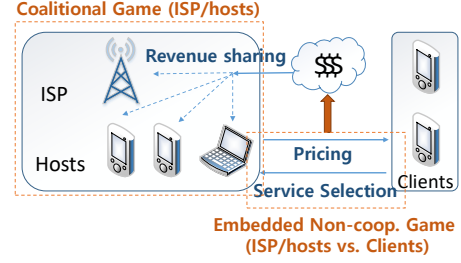 Coalitional Game (ISP/hosts)
Revenue sharing
$$$
ISP
Hosts
Pricing
Service Selection
Clients
Embedded Non-coop. Game
(ISP/hosts vs. Clients)